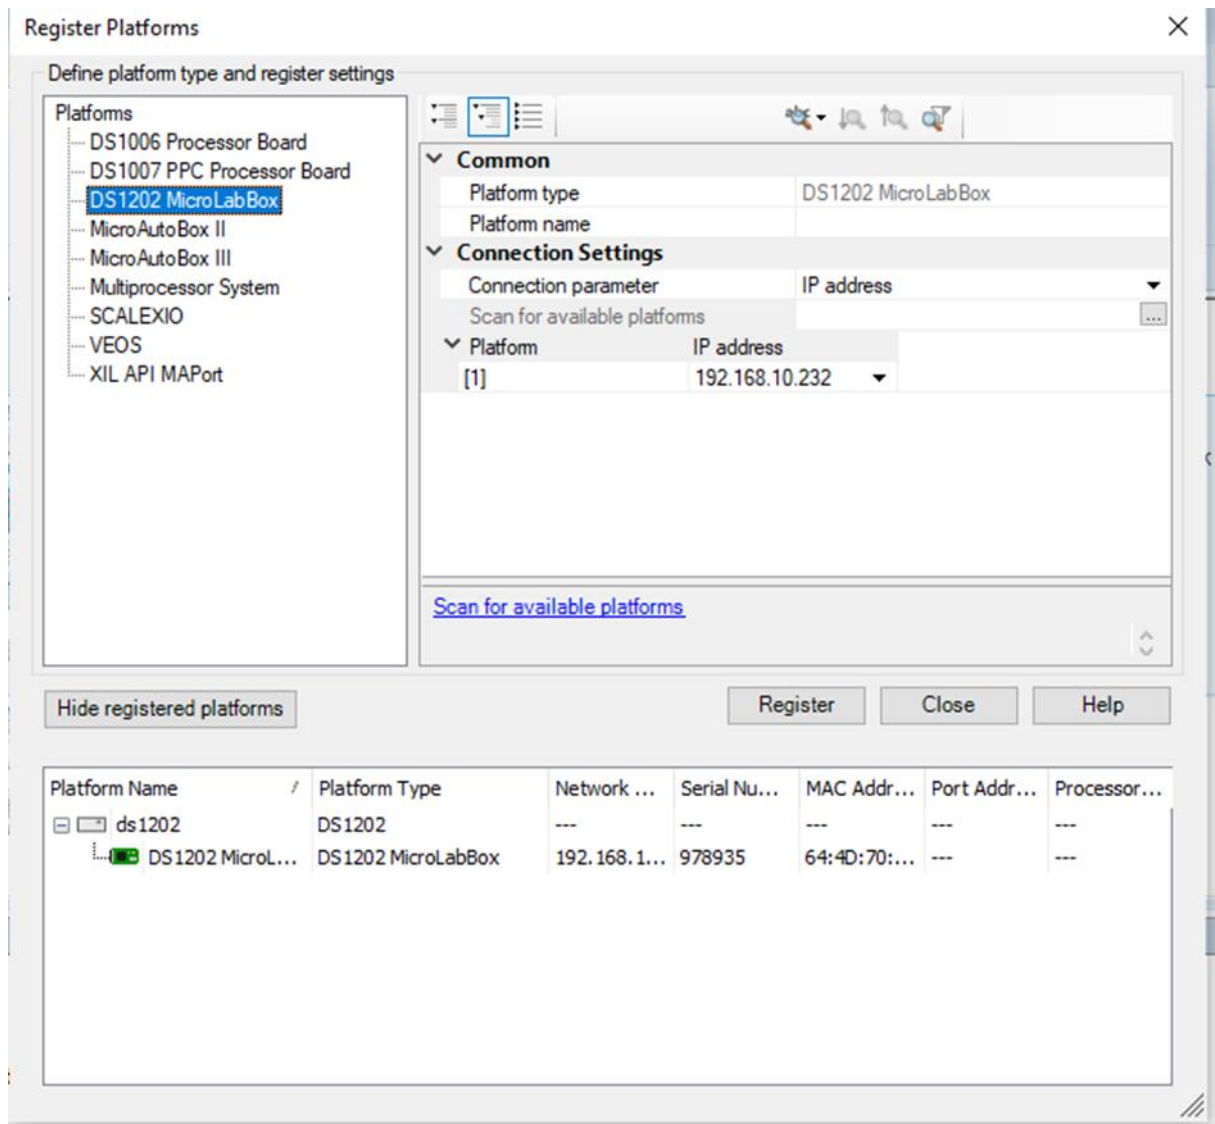 Register Platforms
Define platform type and register settings
Platforms
DS1006 Processor Board
DS1007 PPC Processor Board
DS1202 MicroLabBox
MicroAutoBox II
MicroAutoBox III
Multiprocessor System
SCALEXIO
VEOS
XIL API MAPort
Common
Platform type DS1202 MicroLabBox
Platform name
Connection Settings
Connection parameter IP address
Scan for available platforms ...
Platform IP address
[1] 192.168.10.232
Scan for available platforms
Hide registered platforms Register Close Help
Platform Name / Platform Type Network ... Serial Nu... MAC Addr... Port Addr... Processor...
ds1202 DS1202 --- --- --- --- ---
DS1202 MicroL... DS1202 MicroLabBox 192.168.1... 978935 64:4D:70:... --- ---